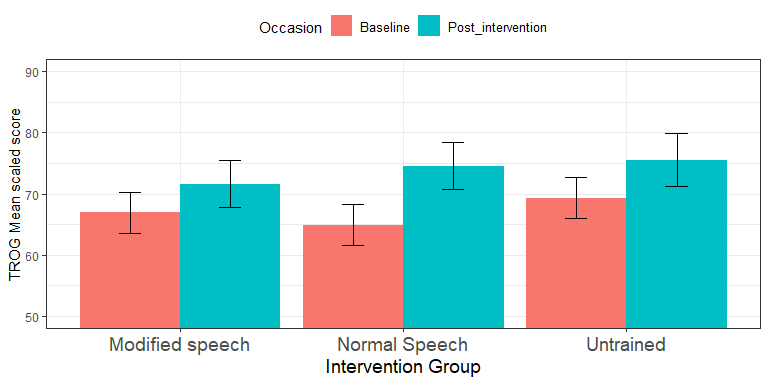 Occasion Baseline Post_intervention
TROG Mean scaled score
90
80
70
60
50
Modified speech Normal Speech Untrained
Intervention Group